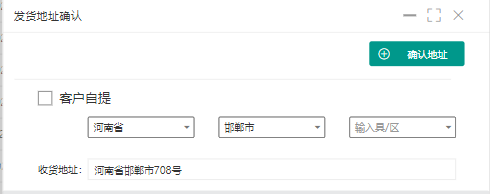 发货地址确认
确认地址
客户自提
河南省 邯郸市 输入具/区
收货地址： 河南省邯郸市708号